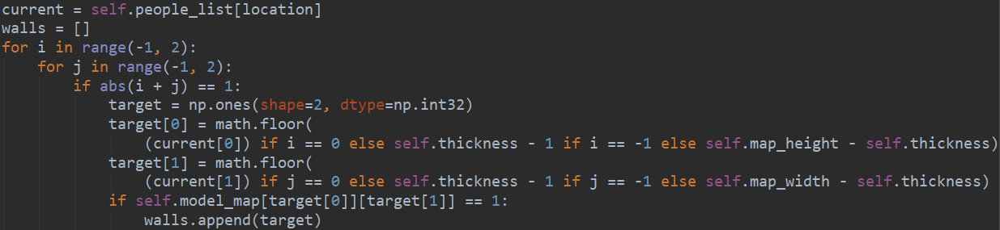 current = self.people_list[location]
walls = []
for i in range(-1, 2):
    for j in range(-1, 2):
        if abs(i + j) == 1:
            target = np.ones(shape=2, dtype=np.int32)
            target[0] = math.floor(
                (current[0]) if i == 0 else self.thickness - 1 if i == -1 else self.map_height - self.thickness)
            target[1] = math.floor(
                (current[1]) if j == 0 else self.thickness - 1 if j == -1 else self.map_width - self.thickness)
            if self.model_map[target[0]][target[1]] == 1:
                walls.append(target)